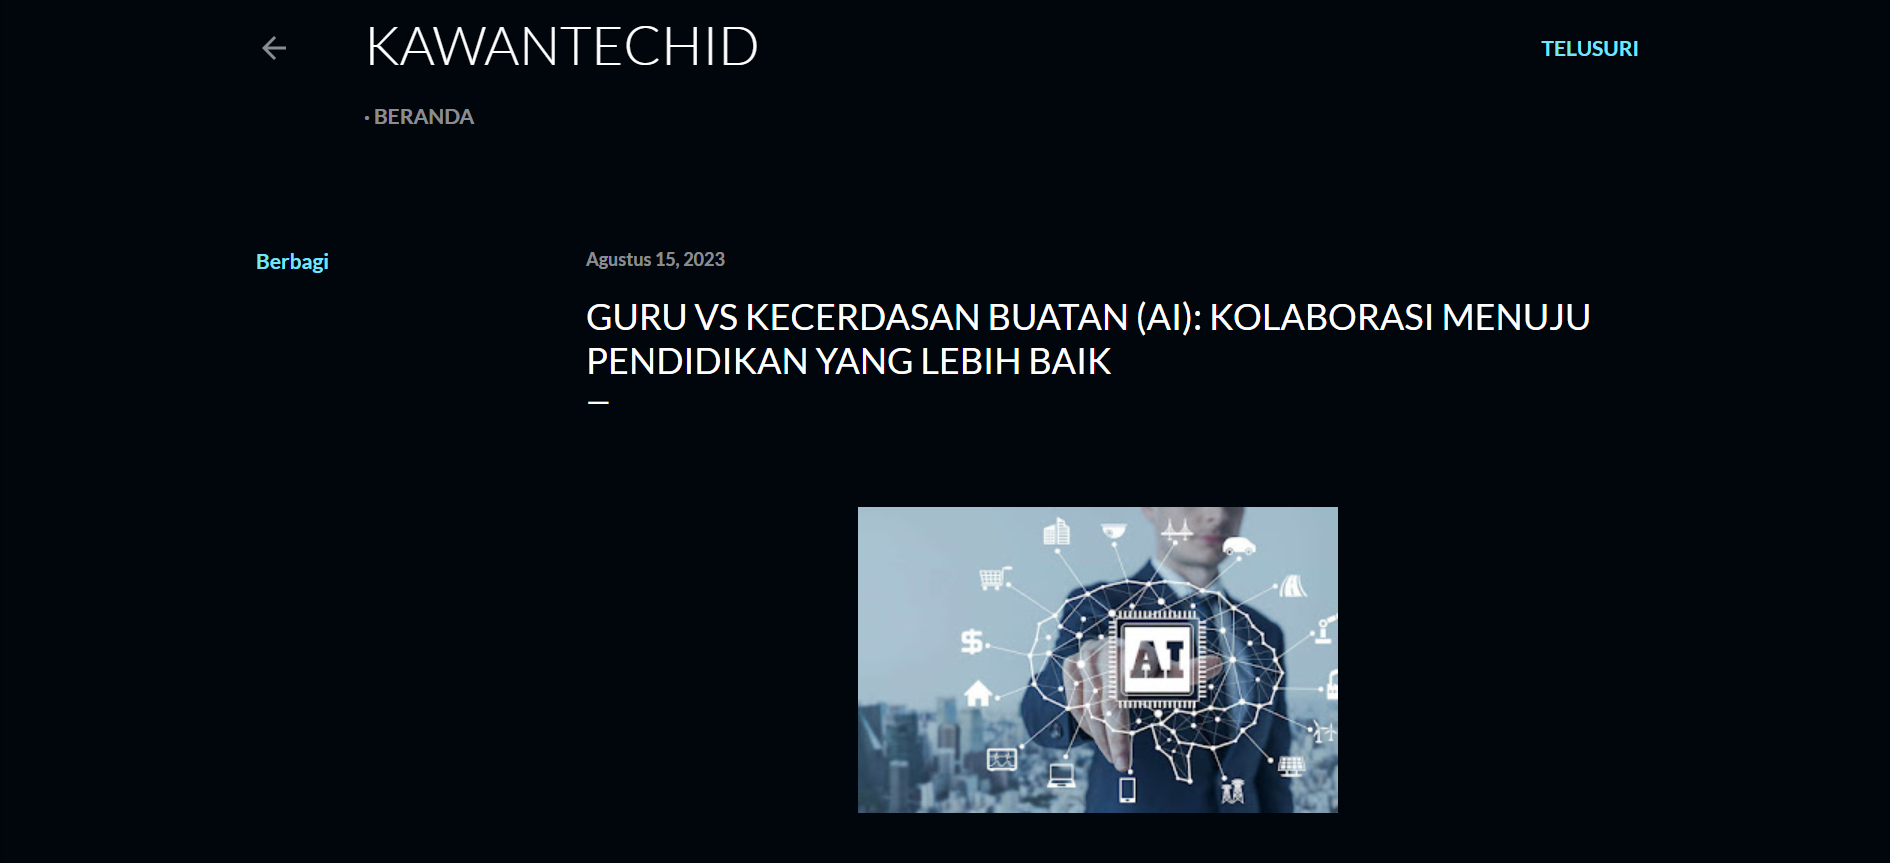 KAWANTECHID
TELUSURI
· BERANDA
Berbagi
Agustus 15, 2023
GURU VS KECERDASAN BUATAN (AI): KOLABORASI MENUJU
PENDIDIKAN YANG LEBIH BAIK
$
AI